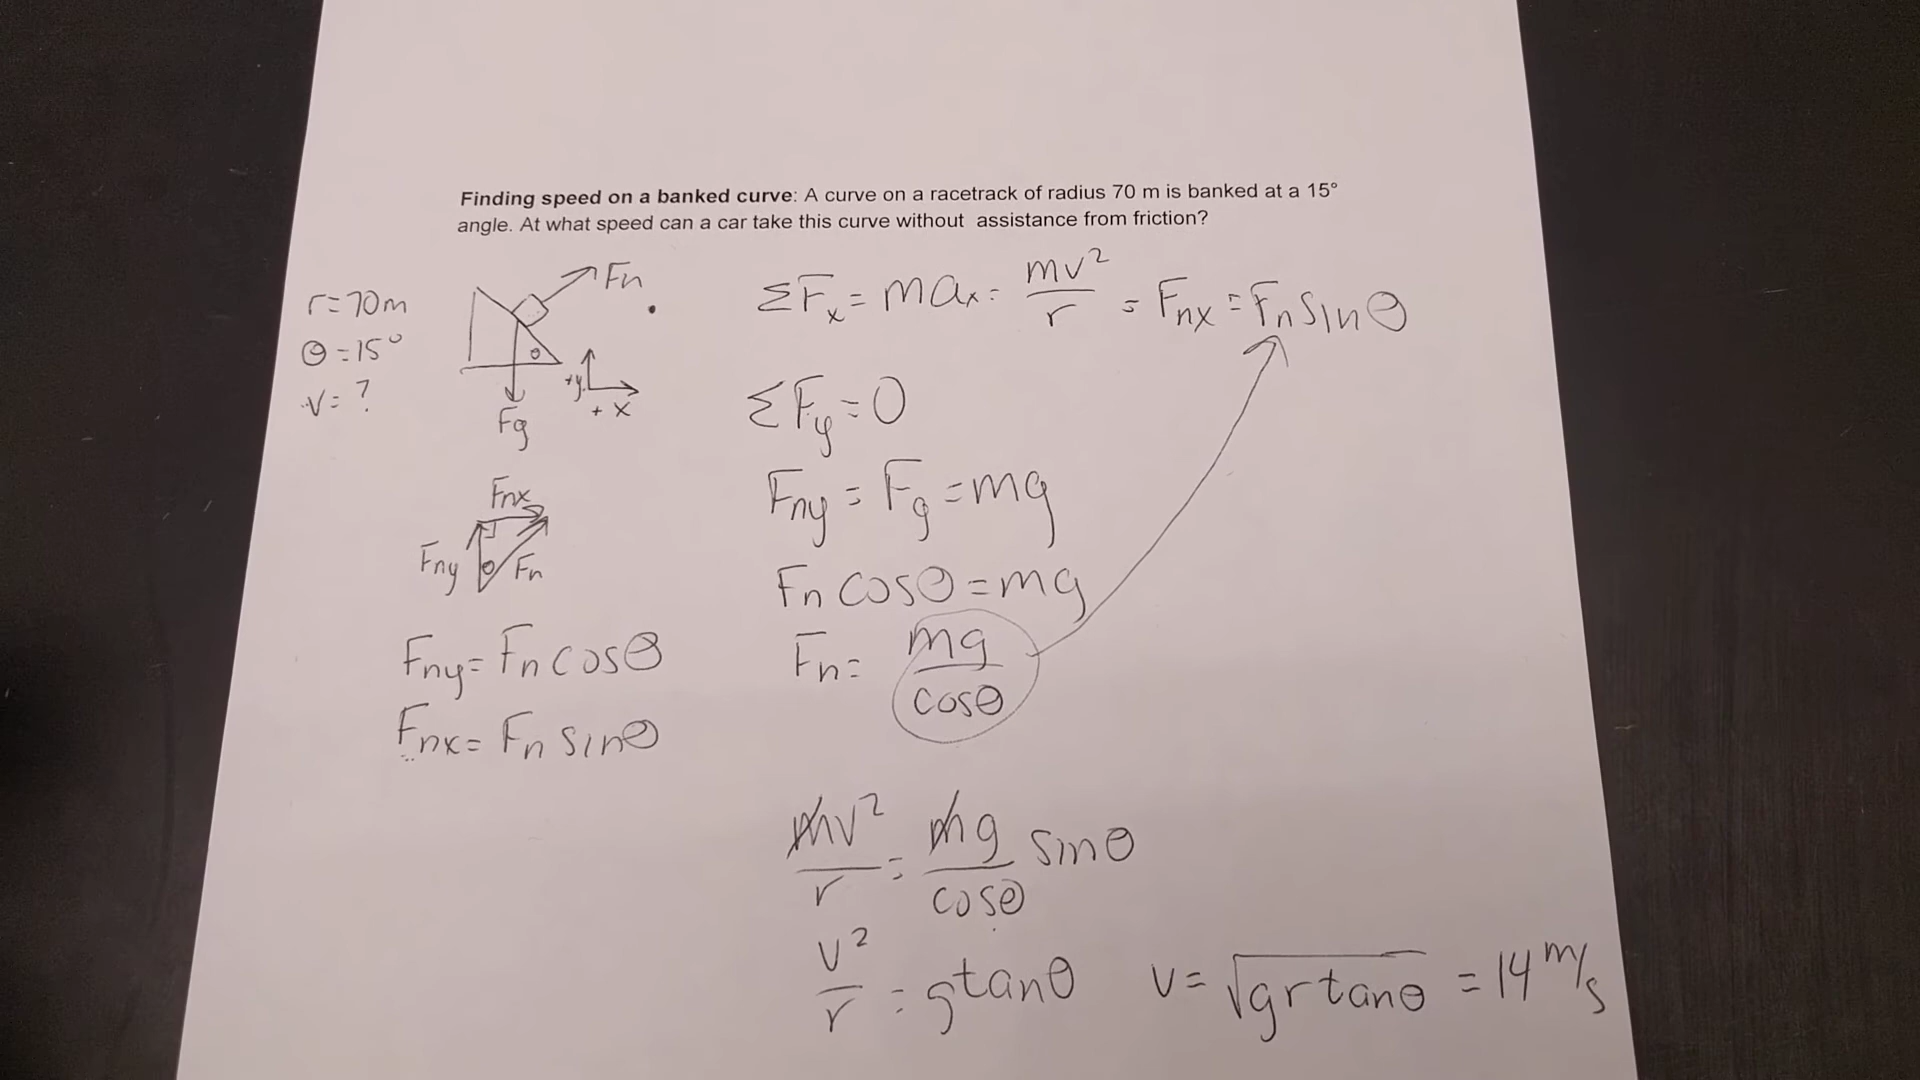 Finding speed on a banked curve: A curve on a racetrack of radius 70 m is banked at a 15°
angle. At what speed can a car take this curve without assistance from friction?
r=70m
θ=15°
v=?
Fn
θ
Fg
+y
+x
Fnx
Fny
θ
Fn
Fny=Fn cosθ
Fnx=Fn sinθ
ΣFx=max=mv²/r=Fnx=Fn sinθ
ΣFy=0
Fny=Fg=mg
Fn cosθ=mg
Fn=mg/cosθ
mv²/r=mg/cosθ sinθ
v²/r=gtanθ
v=√grtanθ=14 m/s